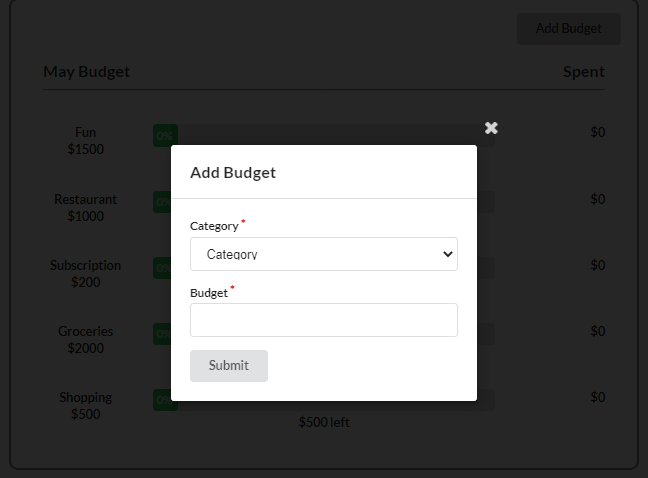 Add Budget
May Budget Spent
Fun
$1500
0%
$0
Restaurant
$1000
0%
$0
Subscription
$200
0%
$0
Groceries
$2000
0%
$0
Shopping
$500
0%
$0
$500 left
Add Budget
Category *
Category
Budget *
Submit